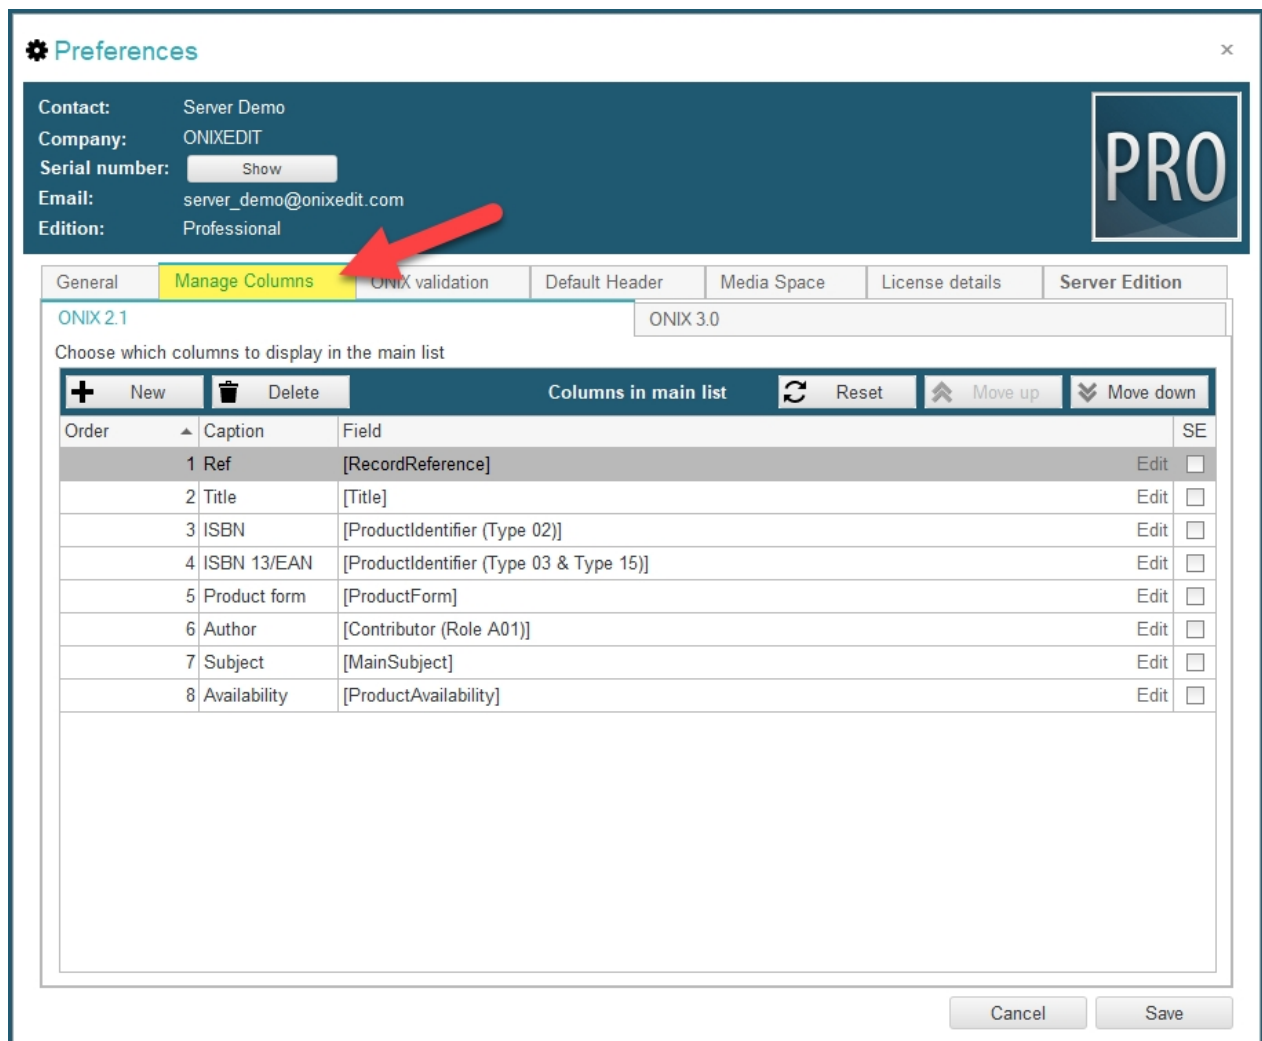 Preferences
×
Contact: Server Demo
Company: ONIXEDIT
Serial number: Show
Email: server_demo@onixedit.com
Edition: Professional
PRO
General Manage Columns ONIX validation Default Header Media Space License details Server Edition
ONIX 2.1 ONIX 3.0
Choose which columns to display in the main list
New Delete Columns in main list Reset Move up Move down
Order Caption Field SE
1 Ref [RecordReference] Edit
2 Title [Title] Edit
3 ISBN [ProductIdentifier (Type 02)] Edit
4 ISBN 13/EAN [ProductIdentifier (Type 03 & Type 15)] Edit
5 Product form [ProductForm] Edit
6 Author [Contributor (Role A01)] Edit
7 Subject [MainSubject] Edit
8 Availability [ProductAvailability] Edit
Cancel Save